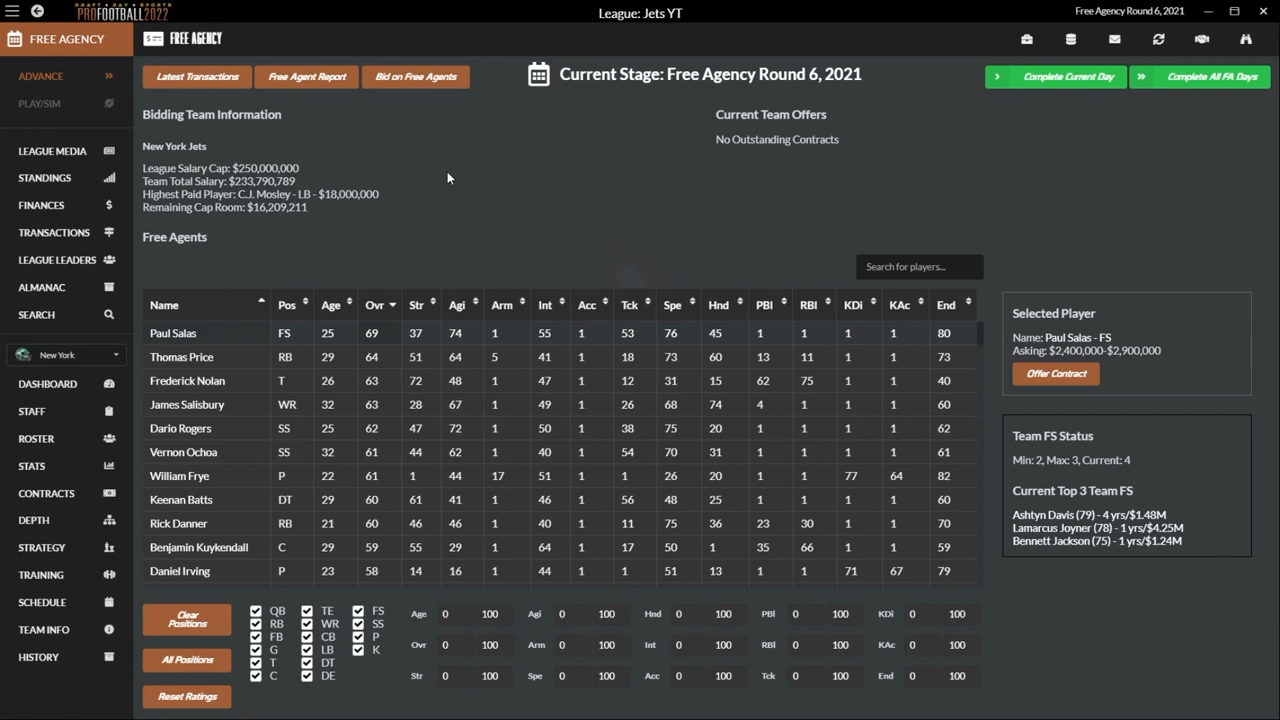 DRAFT • DAY • SPORTS
PROFOOTBALL2022
League: Jets YT
Free Agency Round 6, 2021
FREE AGENCY
FREE AGENCY
ADVANCE
PLAY/SIM
LEAGUE MEDIA
STANDINGS
FINANCES
TRANSACTIONS
LEAGUE LEADERS
ALMANAC
SEARCH
New York
DASHBOARD
STAFF
ROSTER
STATS
CONTRACTS
DEPTH
STRATEGY
TRAINING
SCHEDULE
TEAM INFO
HISTORY
Latest Transactions Free Agent Report Bid on Free Agents
Current Stage: Free Agency Round 6, 2021
Complete Current Day Complete All FA Days
Bidding Team Information
New York Jets
League Salary Cap: $250,000,000
Team Total Salary: $233,790,789
Highest Paid Player: C.J. Mosley - LB - $18,000,000
Remaining Cap Room: $16,209,211
Current Team Offers
No Outstanding Contracts
Free Agents
Search for players...
Name Pos Age Ovr Str Agi Arm Int Acc Tck Spe Hnd PBl RBl KDi KAc End
Paul Salas FS 25 69 37 74 1 55 1 53 76 45 1 1 1 1 80
Thomas Price RB 29 64 51 64 5 41 1 18 73 60 13 11 1 1 73
Frederick Nolan T 26 63 72 48 1 47 1 12 31 15 62 75 1 1 40
James Salisbury WR 32 63 28 67 1 49 1 26 68 74 4 1 1 1 60
Dario Rogers SS 25 62 47 72 1 50 1 38 75 20 1 1 1 1 62
Vernon Ochoa SS 32 61 44 62 1 40 1 54 70 31 1 1 1 1 61
William Frye P 22 61 1 44 17 51 1 1 26 20 1 1 77 64 82
Keenan Batts DT 29 60 61 41 1 46 1 56 48 25 1 1 1 1 60
Rick Danner RB 21 60 46 46 1 40 1 11 75 36 23 30 1 1 70
Benjamin Kuykendall C 29 59 55 29 1 64 1 17 50 1 35 66 1 1 59
Daniel Irving P 23 58 14 16 1 44 1 1 51 13 1 1 71 67 79
Selected Player
Name: Paul Salas - FS
Asking: $2,400,000-$2,900,000
Offer Contract
Team FS Status
Min: 2, Max: 3, Current: 4
Current Top 3 Team FS
Ashtyn Davis (79) - 4 yrs/$1.48M
Lamarcus Joyner (78) - 1 yrs/$4.25M
Bennett Jackson (75) - 1 yrs/$1.24M
Clear Positions
All Positions
Reset Ratings
QB TE FS
RB WR SS
FB CB P
G LB K
T DT
C DE
Age 0 100 Agi 0 100 Hnd 0 100 PBl 0 100 KDi 0 100
Ovr 0 100 Arm 0 100 Int 0 100 RBl 0 100 KAc 0 100
Str 0 100 Spe 0 100 Acc 0 100 Tck 0 100 End 0 100